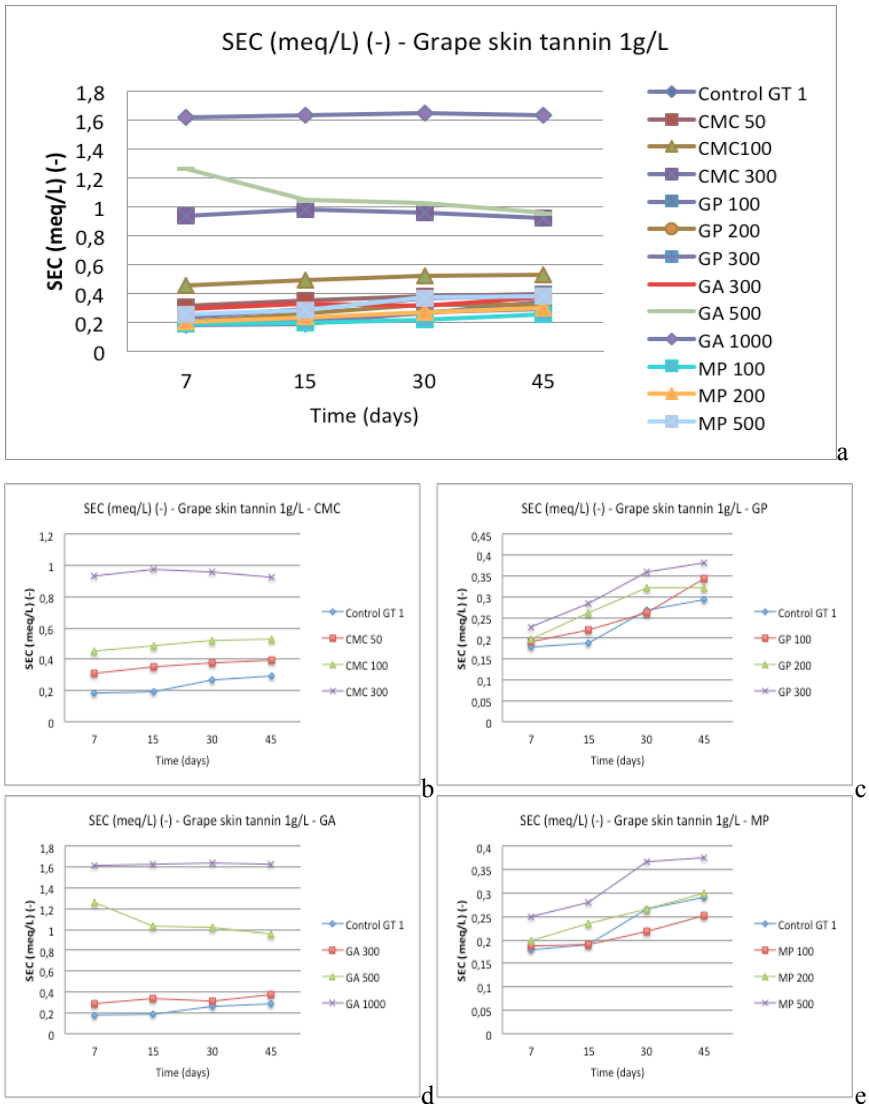 SEC (meq/L) (-) - Grape skin tannin 1g/L
1,8
1,6
1,4
1,2
1
0,8
0,6
0,4
0,2
0
SEC (meq/L) (-)
7 15 30 45
Time (days)
Control GT 1
CMC 50
CMC100
CMC 300
GP 100
GP 200
GP 300
GA 300
GA 500
GA 1000
MP 100
MP 200
MP 500
a
SEC (meq/L) (-) - Grape skin tannin 1g/L - CMC
1,2
1
0,8
0,6
0,4
0,2
0
SEC (meq/L) (-)
7 15 30 45
Time (days)
Control GT 1
CMC 50
CMC 100
CMC 300
b
SEC (meq/L) (-) - Grape skin tannin 1g/L - GP
0,45
0,4
0,35
0,3
0,25
0,2
0,15
0,1
0,05
0
SEC (meq/L) (-)
7 15 30 45
Time (days)
Control GT 1
GP 100
GP 200
GP 300
c
SEC (meq/L) (-) - Grape skin tannin 1g/L - GA
1,8
1,6
1,4
1,2
1
0,8
0,6
0,4
0,2
0
SEC (meq/L) (-)
7 15 30 45
Time (days)
Control GT 1
GA 300
GA 500
GA 1000
d
SEC (meq/L) (-) - Grape skin tannin 1g/L - MP
0,4
0,35
0,3
0,25
0,2
0,15
0,1
0,05
0
SEC (meq/L) (-)
7 15 30 45
Time (days)
Control GT 1
MP 100
MP 200
MP 500
e